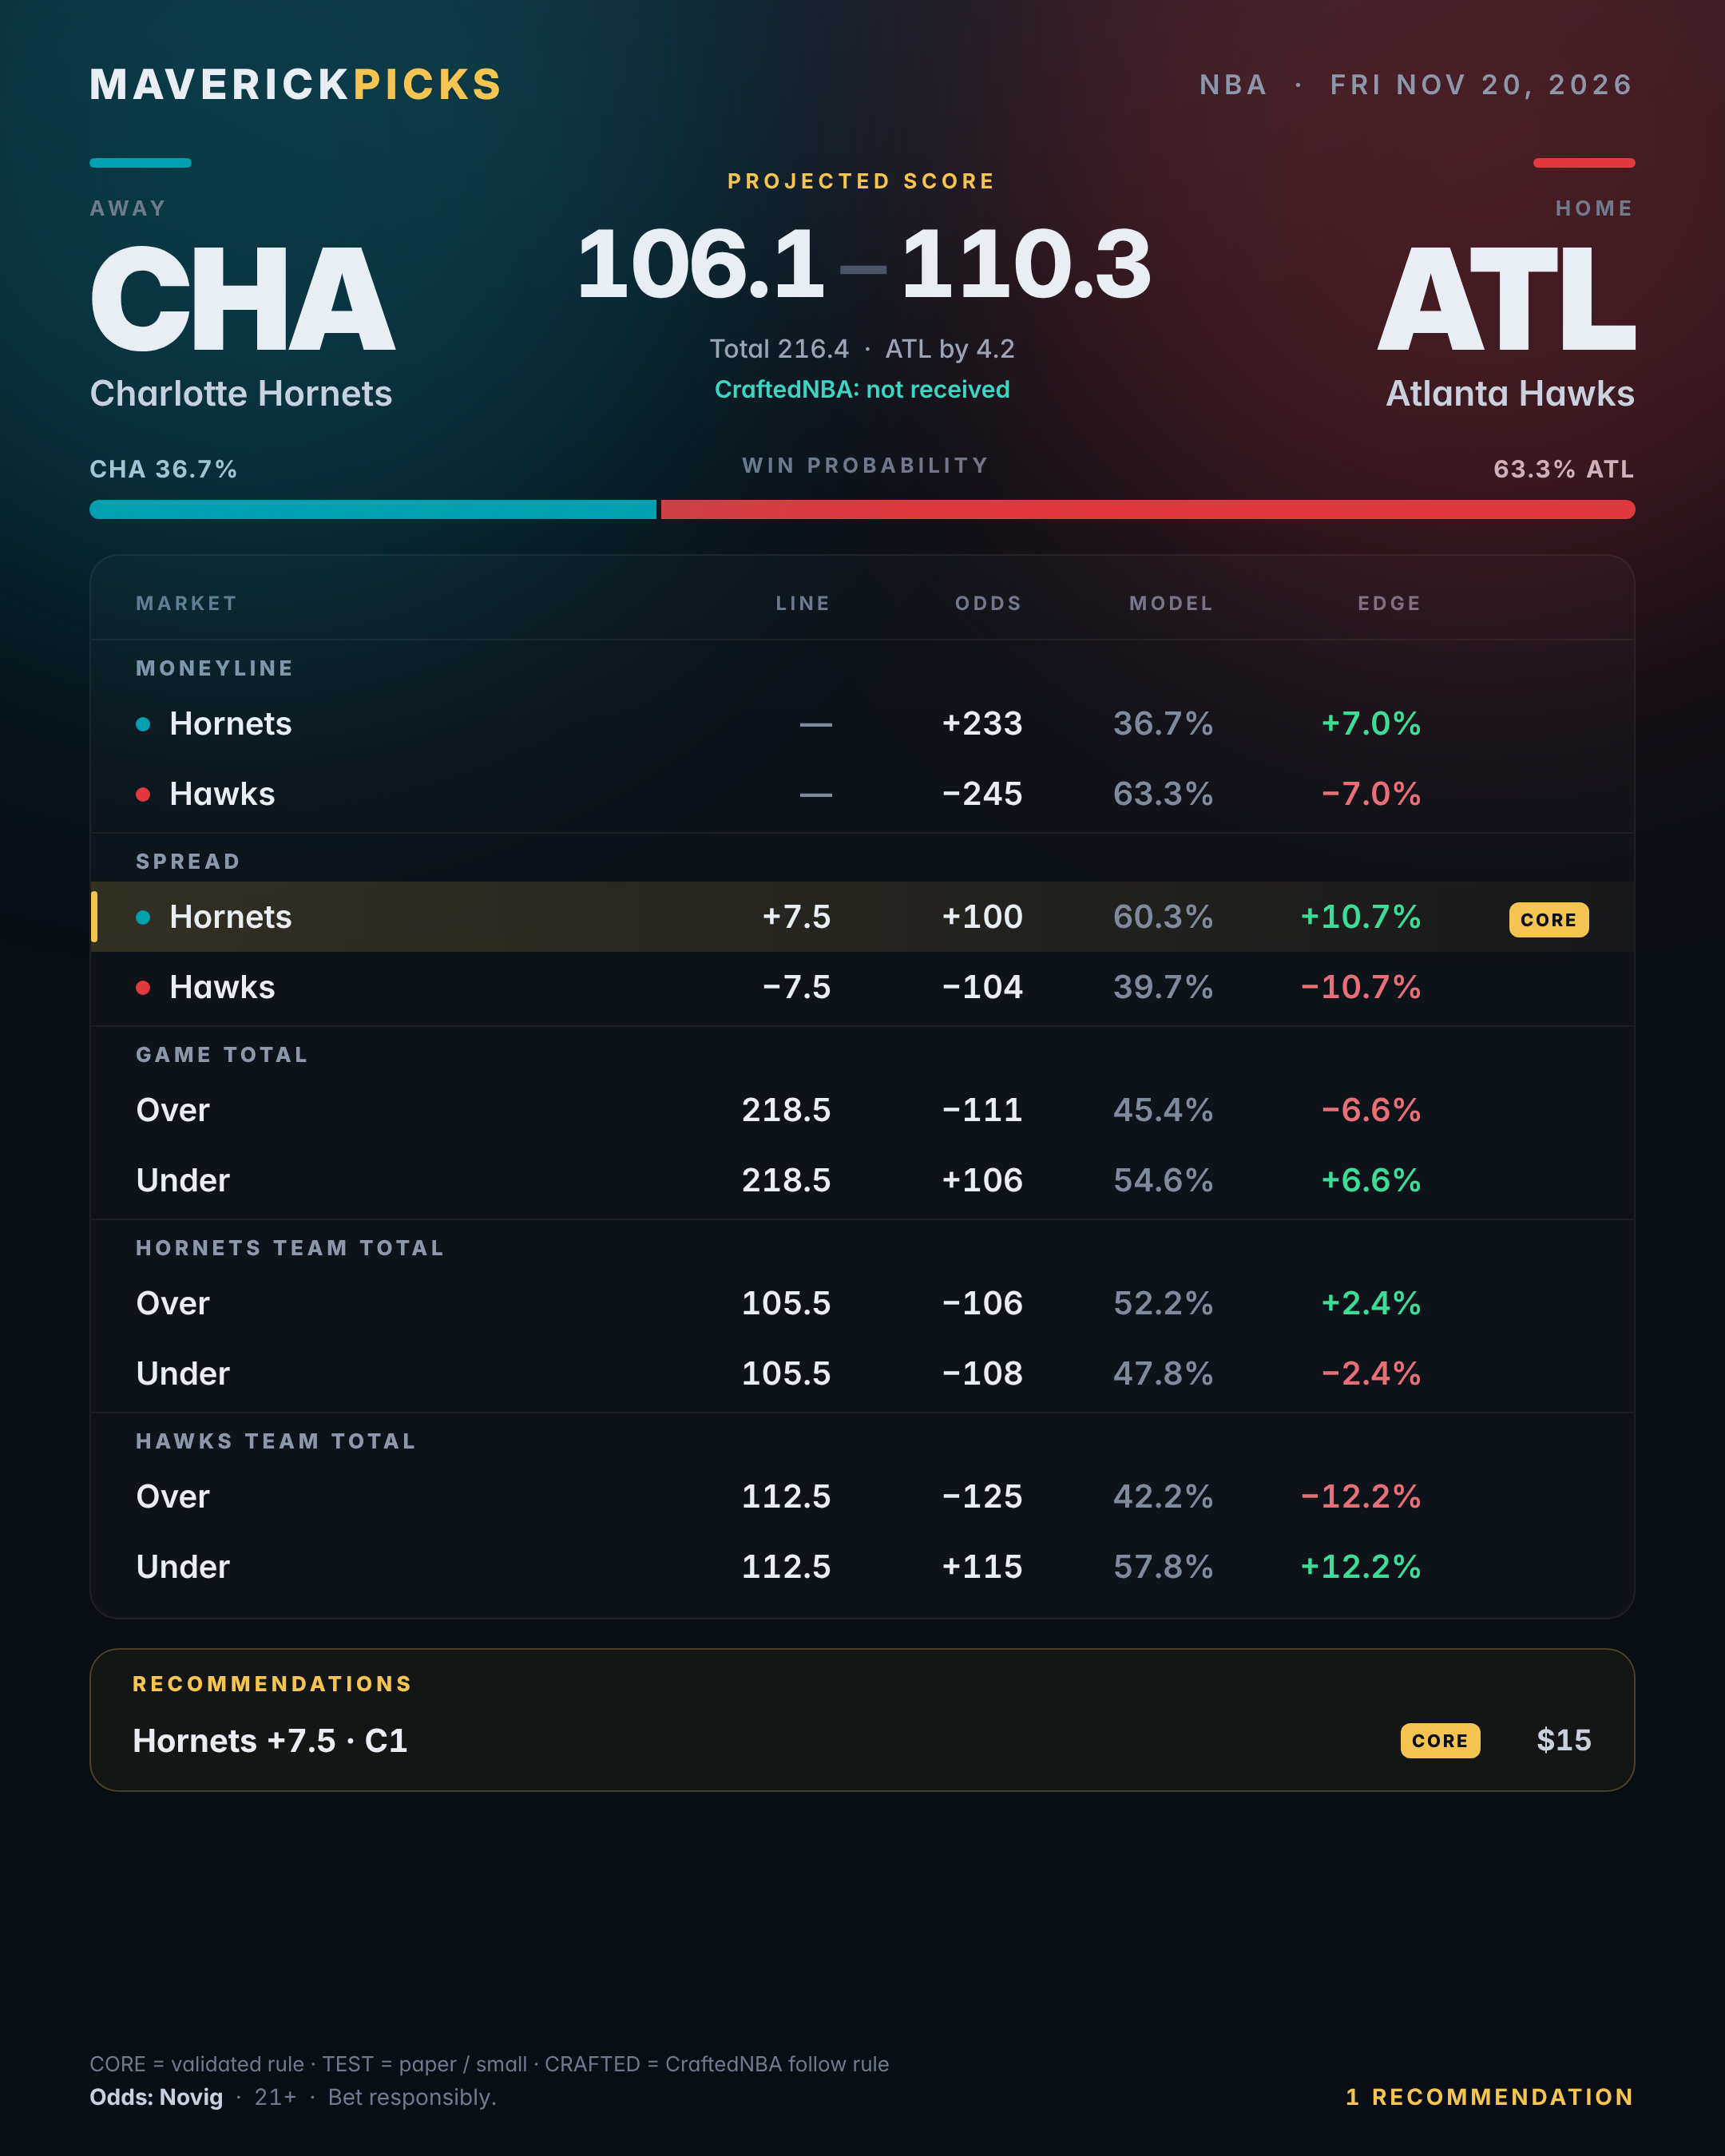 MAVERICKPICKS
NBA · FRI NOV 20, 2026
AWAY
CHA
Charlotte Hornets
PROJECTED SCORE
106.1 – 110.3
Total 216.4 · ATL by 4.2
CraftedNBA: not received
HOME
ATL
Atlanta Hawks
CHA 36.7% WIN PROBABILITY 63.3% ATL
MARKET LINE ODDS MODEL EDGE
MONEYLINE
Hornets — +233 36.7% +7.0%
Hawks — −245 63.3% −7.0%
SPREAD
Hornets +7.5 +100 60.3% +10.7% CORE
Hawks −7.5 −104 39.7% −10.7%
GAME TOTAL
Over 218.5 −111 45.4% −6.6%
Under 218.5 +106 54.6% +6.6%
HORNETS TEAM TOTAL
Over 105.5 −106 52.2% +2.4%
Under 105.5 −108 47.8% −2.4%
HAWKS TEAM TOTAL
Over 112.5 −125 42.2% −12.2%
Under 112.5 +115 57.8% +12.2%
RECOMMENDATIONS
Hornets +7.5 · C1 CORE $15
CORE = validated rule · TEST = paper / small · CRAFTED = CraftedNBA follow rule
Odds: Novig · 21+ · Bet responsibly.
1 RECOMMENDATION